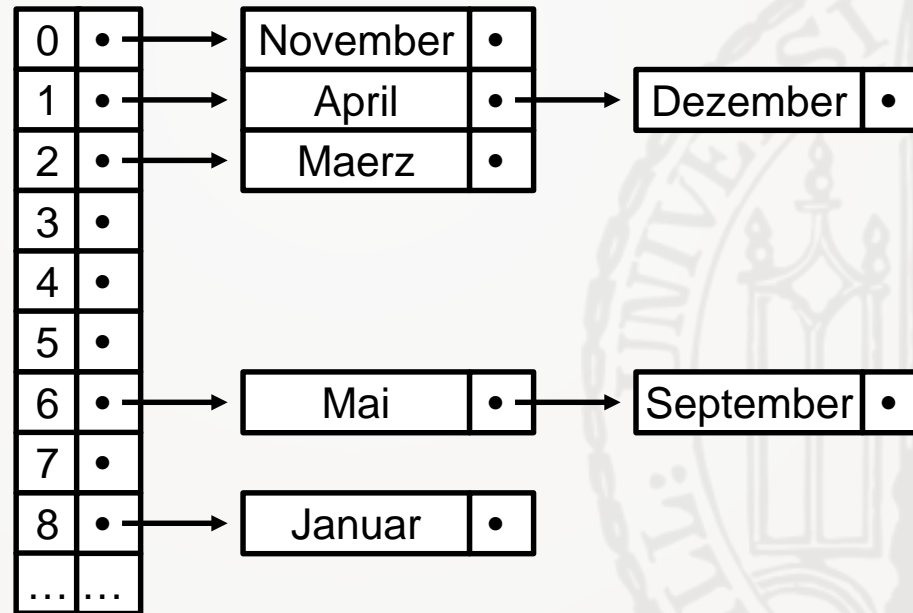 0 • November •
1 • April • Dezember •
2 • Maerz •
3 •
4 •
5 •
6 • Mai • September •
7 •
8 • Januar •
... ...